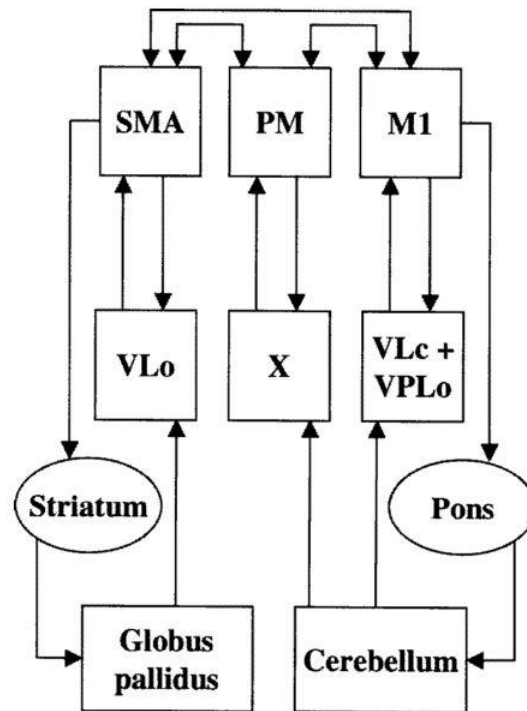 SMA
PM
M1
VLo
X
VLc +
VPLo
Striatum
Pons
Globus
pallidus
Cerebellum